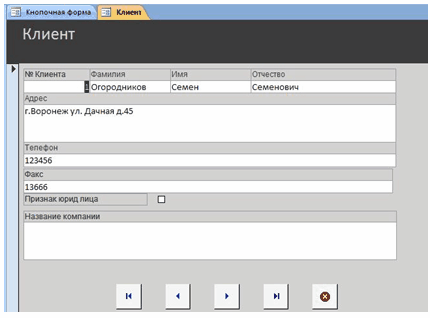 Кнопочная форма Клиент
Клиент
№ Клиента Фамилия Имя Отчество
1 Огородников Семен Семенович
Адрес
г.Воронеж ул. Дачная д.45
Телефон
123456
Факс
13666
Признак юрид лица
Название компании